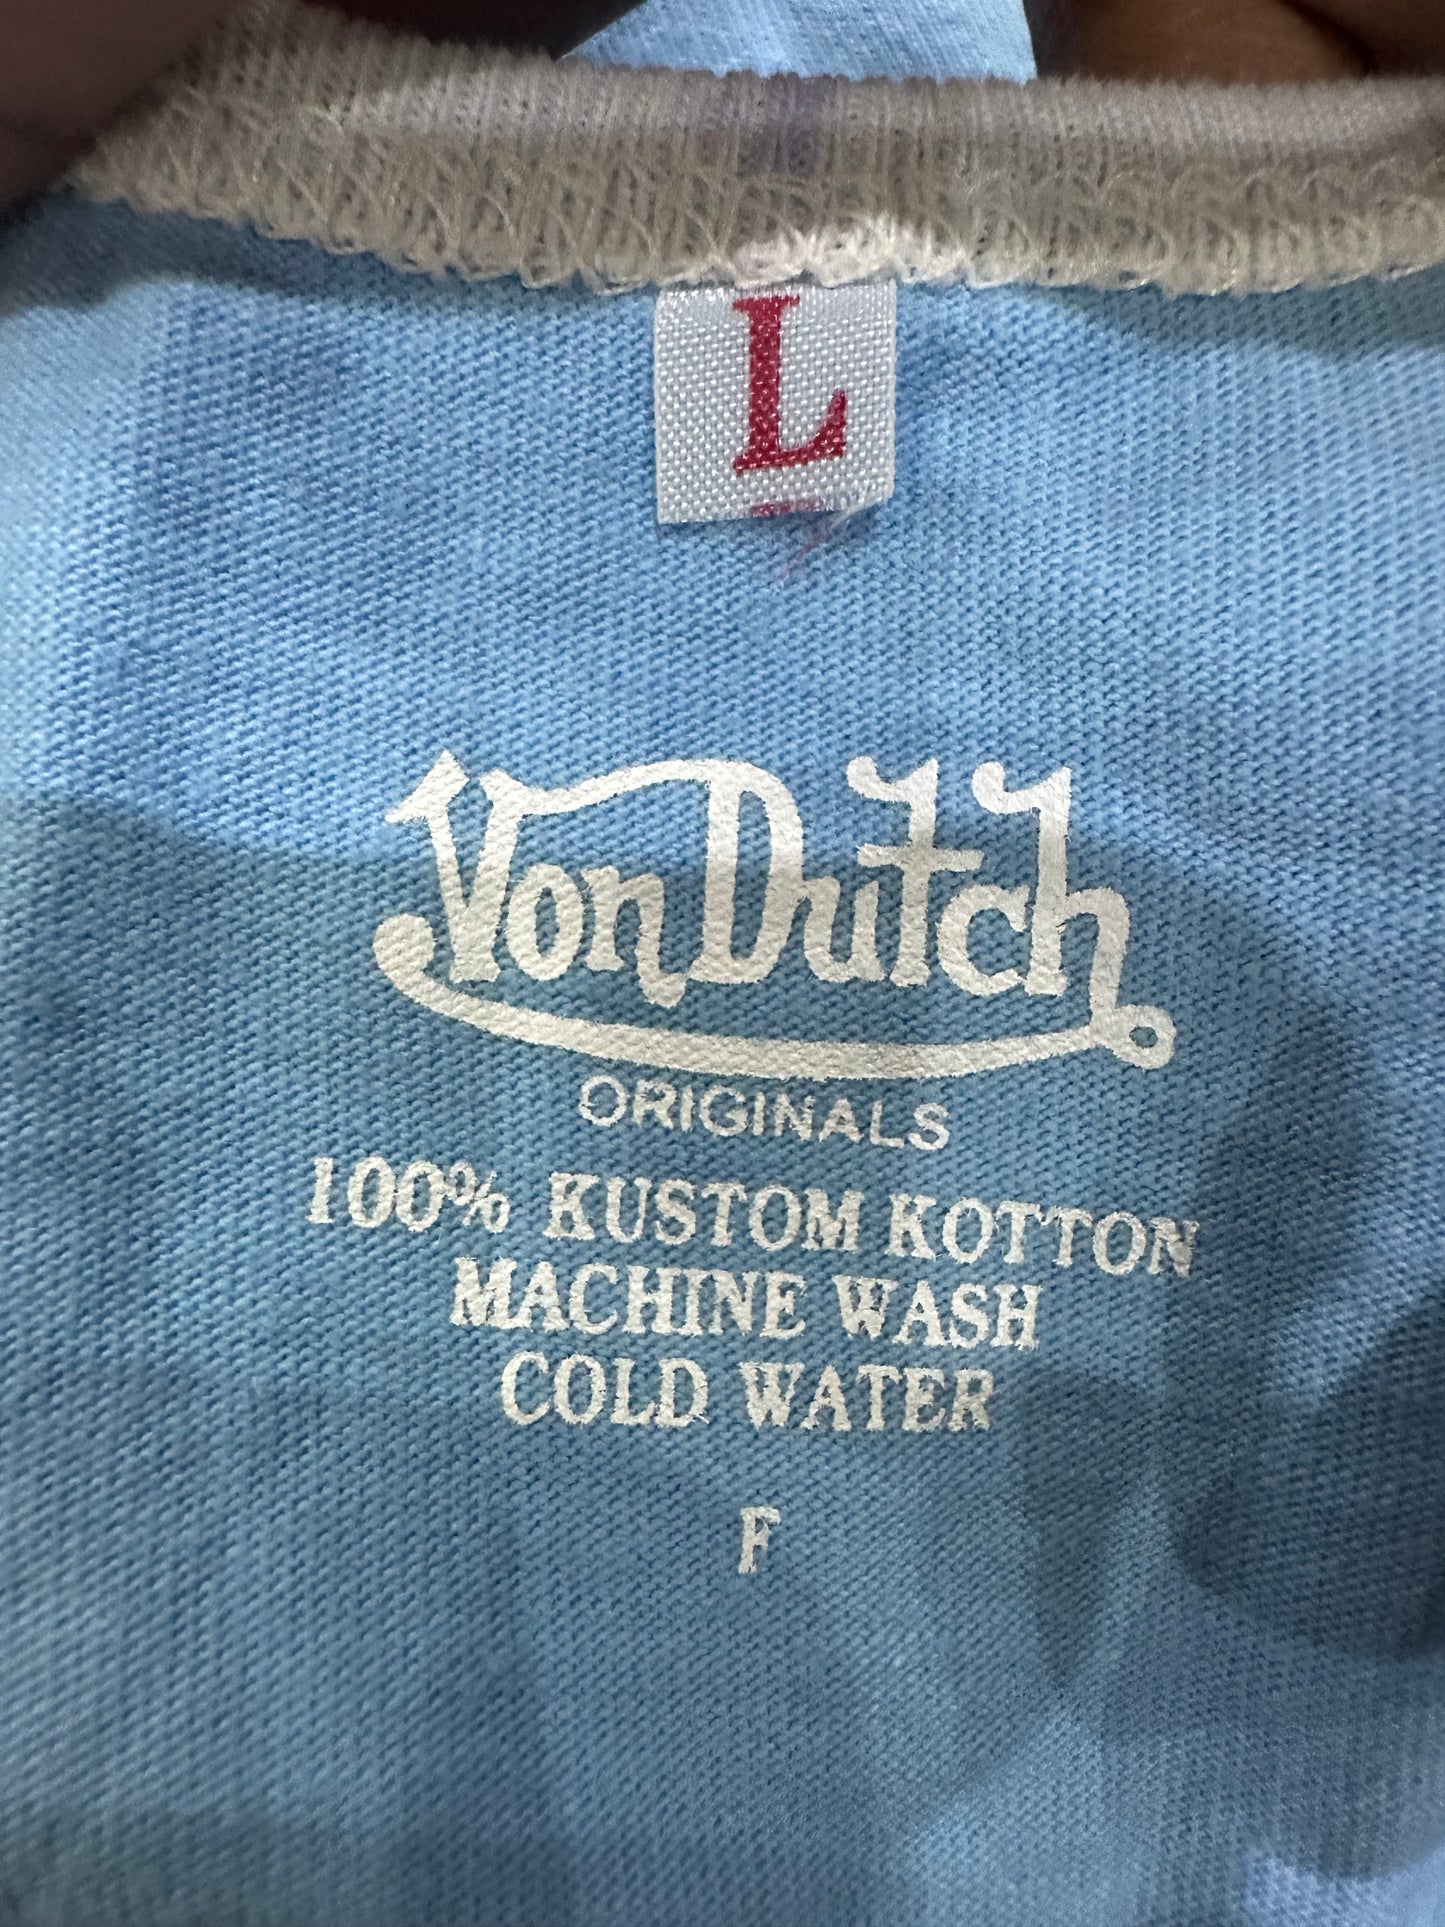 L
Von Dutch
ORIGINALS
100% KUSTOM KOTTON
MACHINE WASH
COLD WATER
F